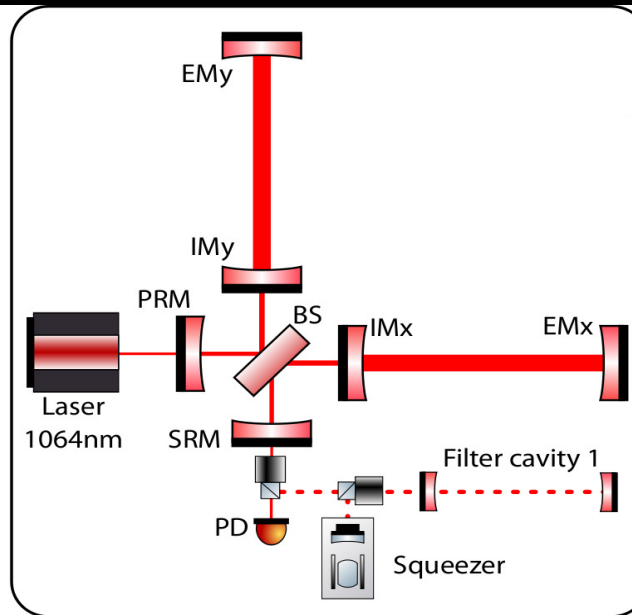 EMy
IMy
PRM
BS
IMx
EMx
Laser
1064nm
SRM
Filter cavity 1
PD
Squeezer